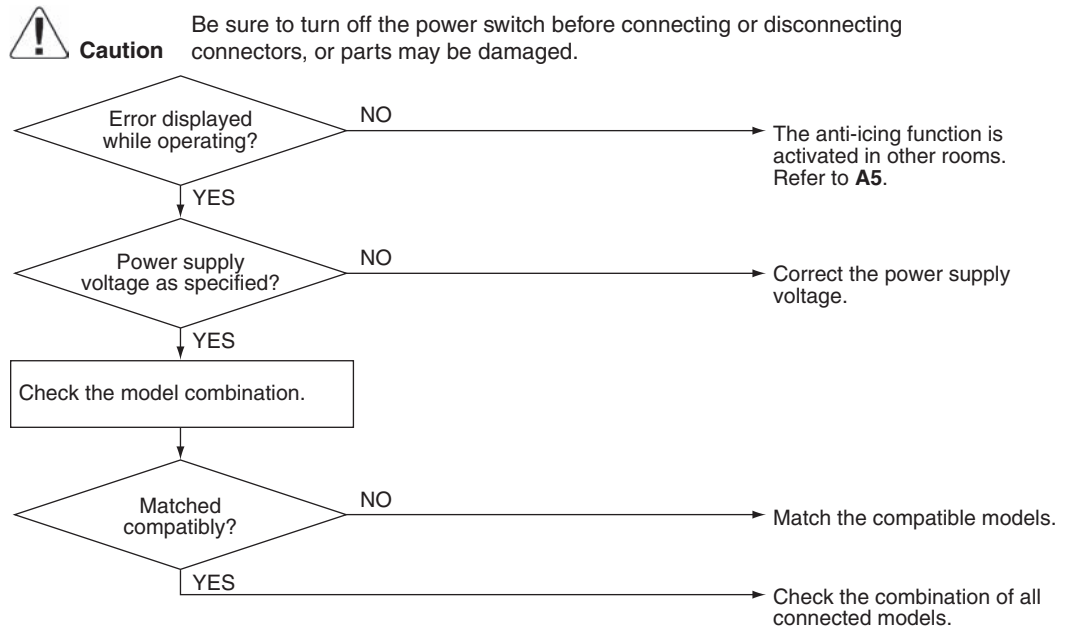 Be sure to turn off the power switch before connecting or disconnecting
Caution connectors, or parts may be damaged.
Error displayed
while operating?
NO
The anti-icing function is
activated in other rooms.
Refer to A5.
YES
Power supply
voltage as specified?
NO
Correct the power supply
voltage.
YES
Check the model combination.
Matched
compatibly?
NO
Match the compatible models.
YES
Check the combination of all
connected models.